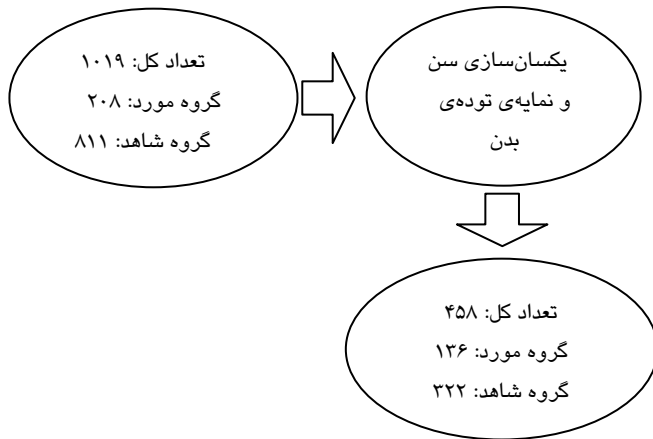 تعداد کل: ۱۰۱۹
گروه مورد: ۲۰۸
گروه شاهد: ۸۱۱
یکسان‌سازی سن
و نمایه‌ی توده‌ی
بدن
تعداد کل: ۴۵۸
گروه مورد: ۱۳۶
گروه شاهد: ۳۲۲